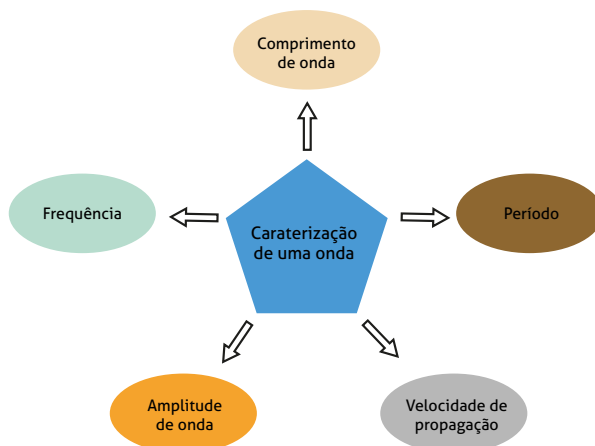 Comprimento
de onda
Frequência
Caraterização
de uma onda
Período
Amplitude
de onda
Velocidade de
propagação